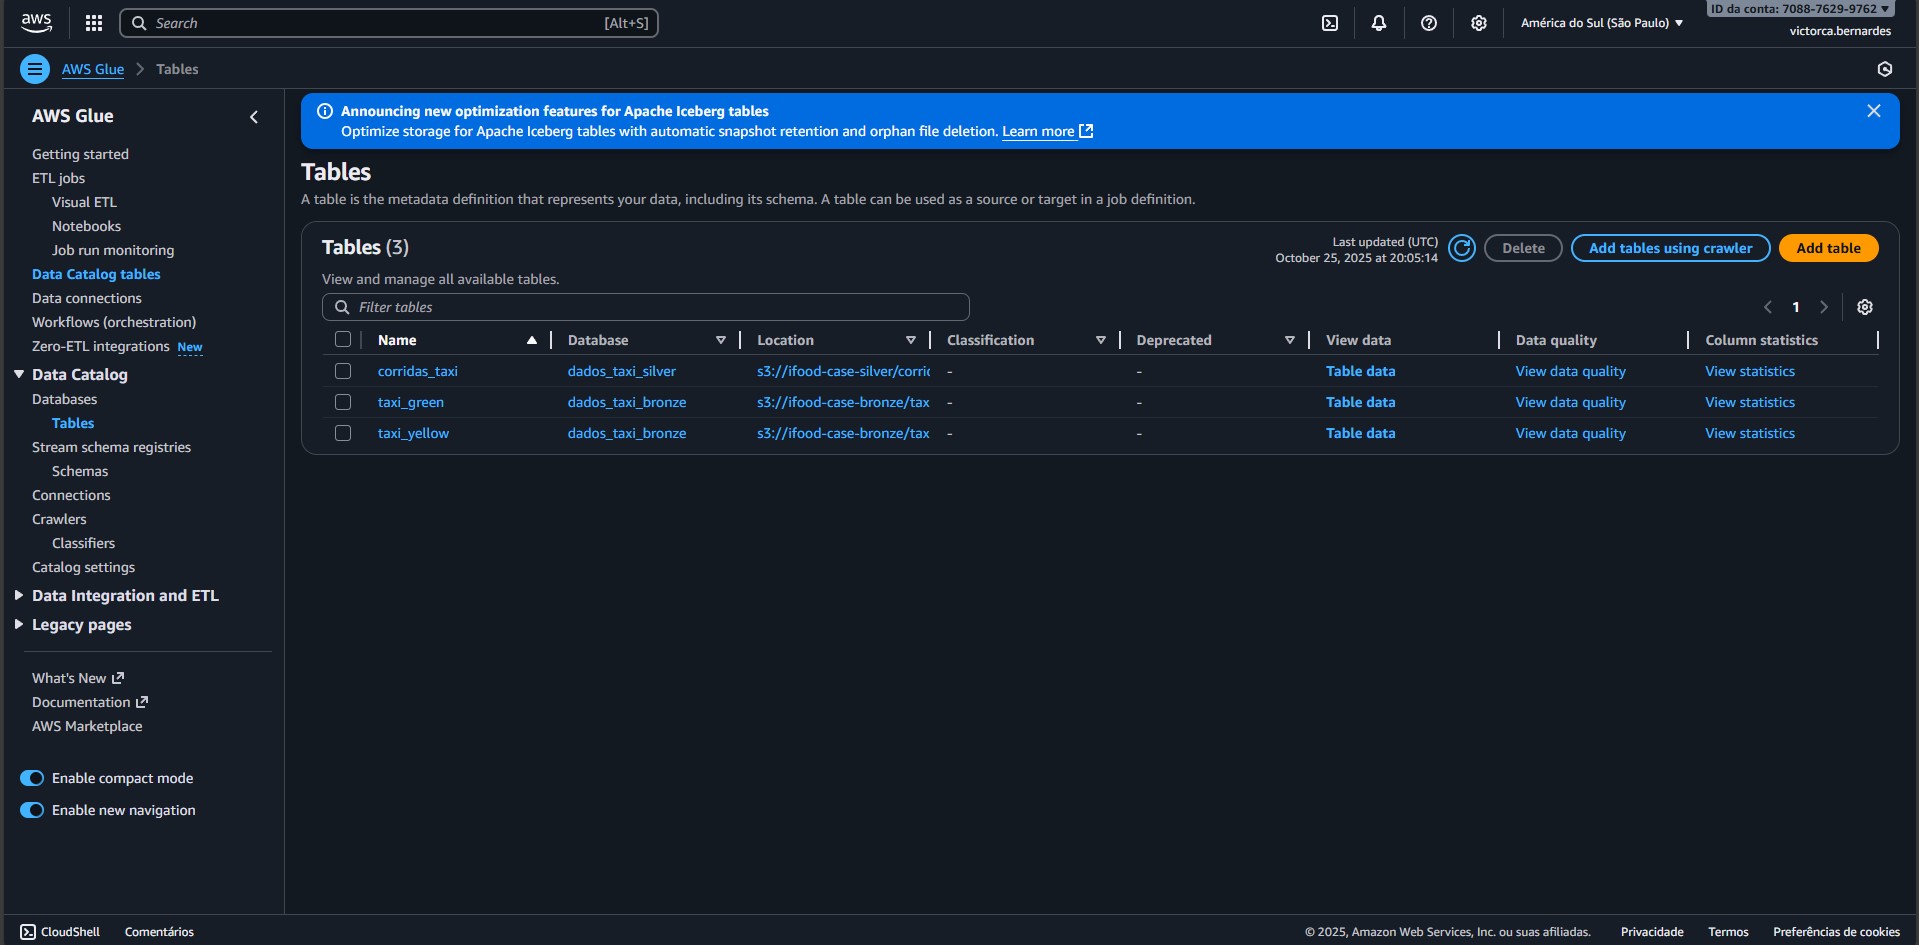 aws
Search [Alt+S]
América do Sul (São Paulo)
ID da conta: 7088-7629-9762
victorca.bernardes
AWS Glue
Tables
AWS Glue
Getting started
ETL jobs
Visual ETL
Notebooks
Job run monitoring
Data Catalog tables
Data connections
Workflows (orchestration)
Zero-ETL integrations New
Data Catalog
Databases
Tables
Stream schema registries
Schemas
Connections
Crawlers
Classifiers
Catalog settings
Data Integration and ETL
Legacy pages
What's New
Documentation
AWS Marketplace
Enable compact mode
Enable new navigation
Announcing new optimization features for Apache Iceberg tables
Optimize storage for Apache Iceberg tables with automatic snapshot retention and orphan file deletion. Learn more
Tables
A table is the metadata definition that represents your data, including its schema. A table can be used as a source or target in a job definition.
Tables (3)
Last updated (UTC)
October 25, 2025 at 20:05:14
Delete
Add tables using crawler
Add table
View and manage all available tables.
Filter tables
1
Name Database Location Classification Deprecated View data Data quality Column statistics
corridas_taxi dados_taxi_silver s3://ifood-case-silver/corric - - Table data View data quality View statistics
taxi_green dados_taxi_bronze s3://ifood-case-bronze/tax - - Table data View data quality View statistics
taxi_yellow dados_taxi_bronze s3://ifood-case-bronze/tax - - Table data View data quality View statistics
CloudShell Comentários
© 2025, Amazon Web Services, Inc. ou suas afiliadas. Privacidade Termos Preferências de cookies